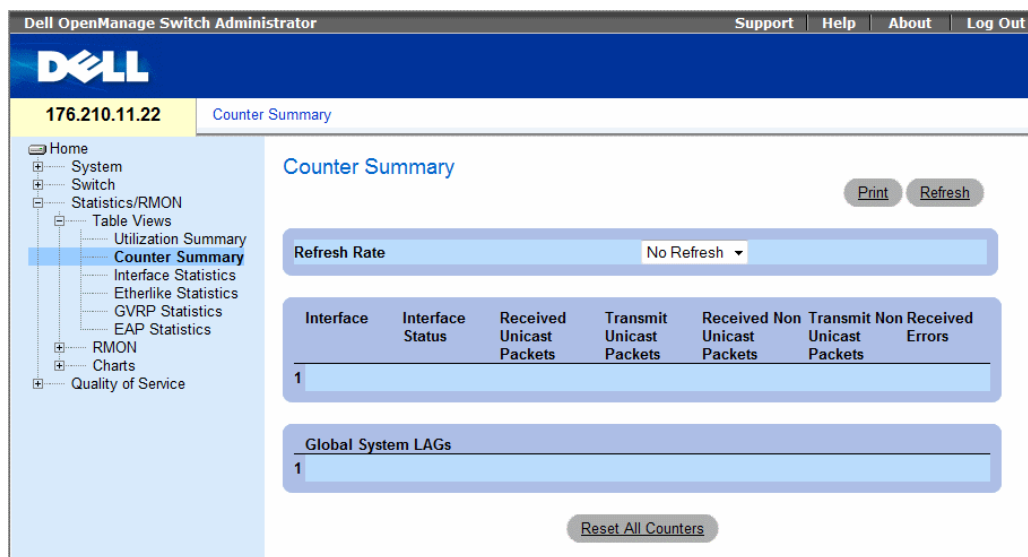 Dell OpenManage Switch Administrator Support Help About Log Out
DELL
176.210.11.22 Counter Summary
Home
System
Switch
Statistics/RMON
Table Views
Utilization Summary
Counter Summary
Interface Statistics
Etherlike Statistics
GVRP Statistics
EAP Statistics
RMON
Charts
Quality of Service
Counter Summary
Print Refresh
Refresh Rate No Refresh
Interface Interface Received Transmit Received Non Transmit Non Received
Status Unicast Unicast Unicast Unicast Errors
Packets Packets Packets Packets
1
Global System LAGs
1
Reset All Counters